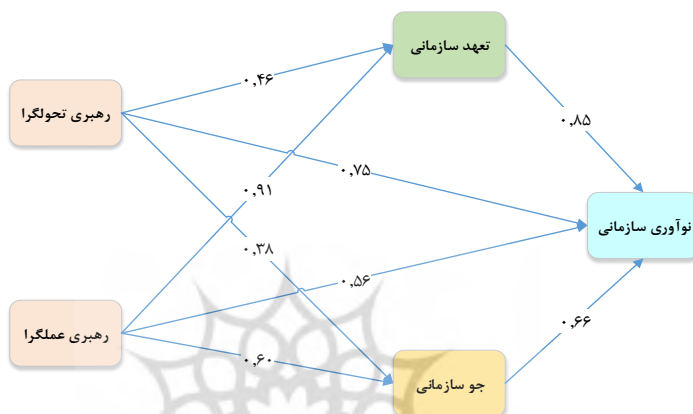 تعهد سازمانی
۰٫۴۶
۰٫۸۵
رهبری تحولگرا
۰٫۷۵
۰٫۹۱
نوآوری سازمانی
۰٫۳۸
۰٫۵۶
رهبری عملگرا
۰٫۶۶
۰٫۶۰
جو سازمانی